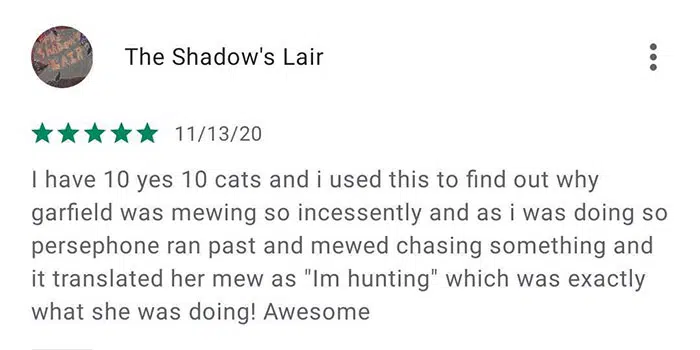 The Shadow's Lair
11/13/20
I have 10 yes 10 cats and i used this to find out why
garfield was mewing so incessently and as i was doing so
persephone ran past and mewed chasing something and
it translated her mew as "Im hunting" which was exactly
what she was doing! Awesome